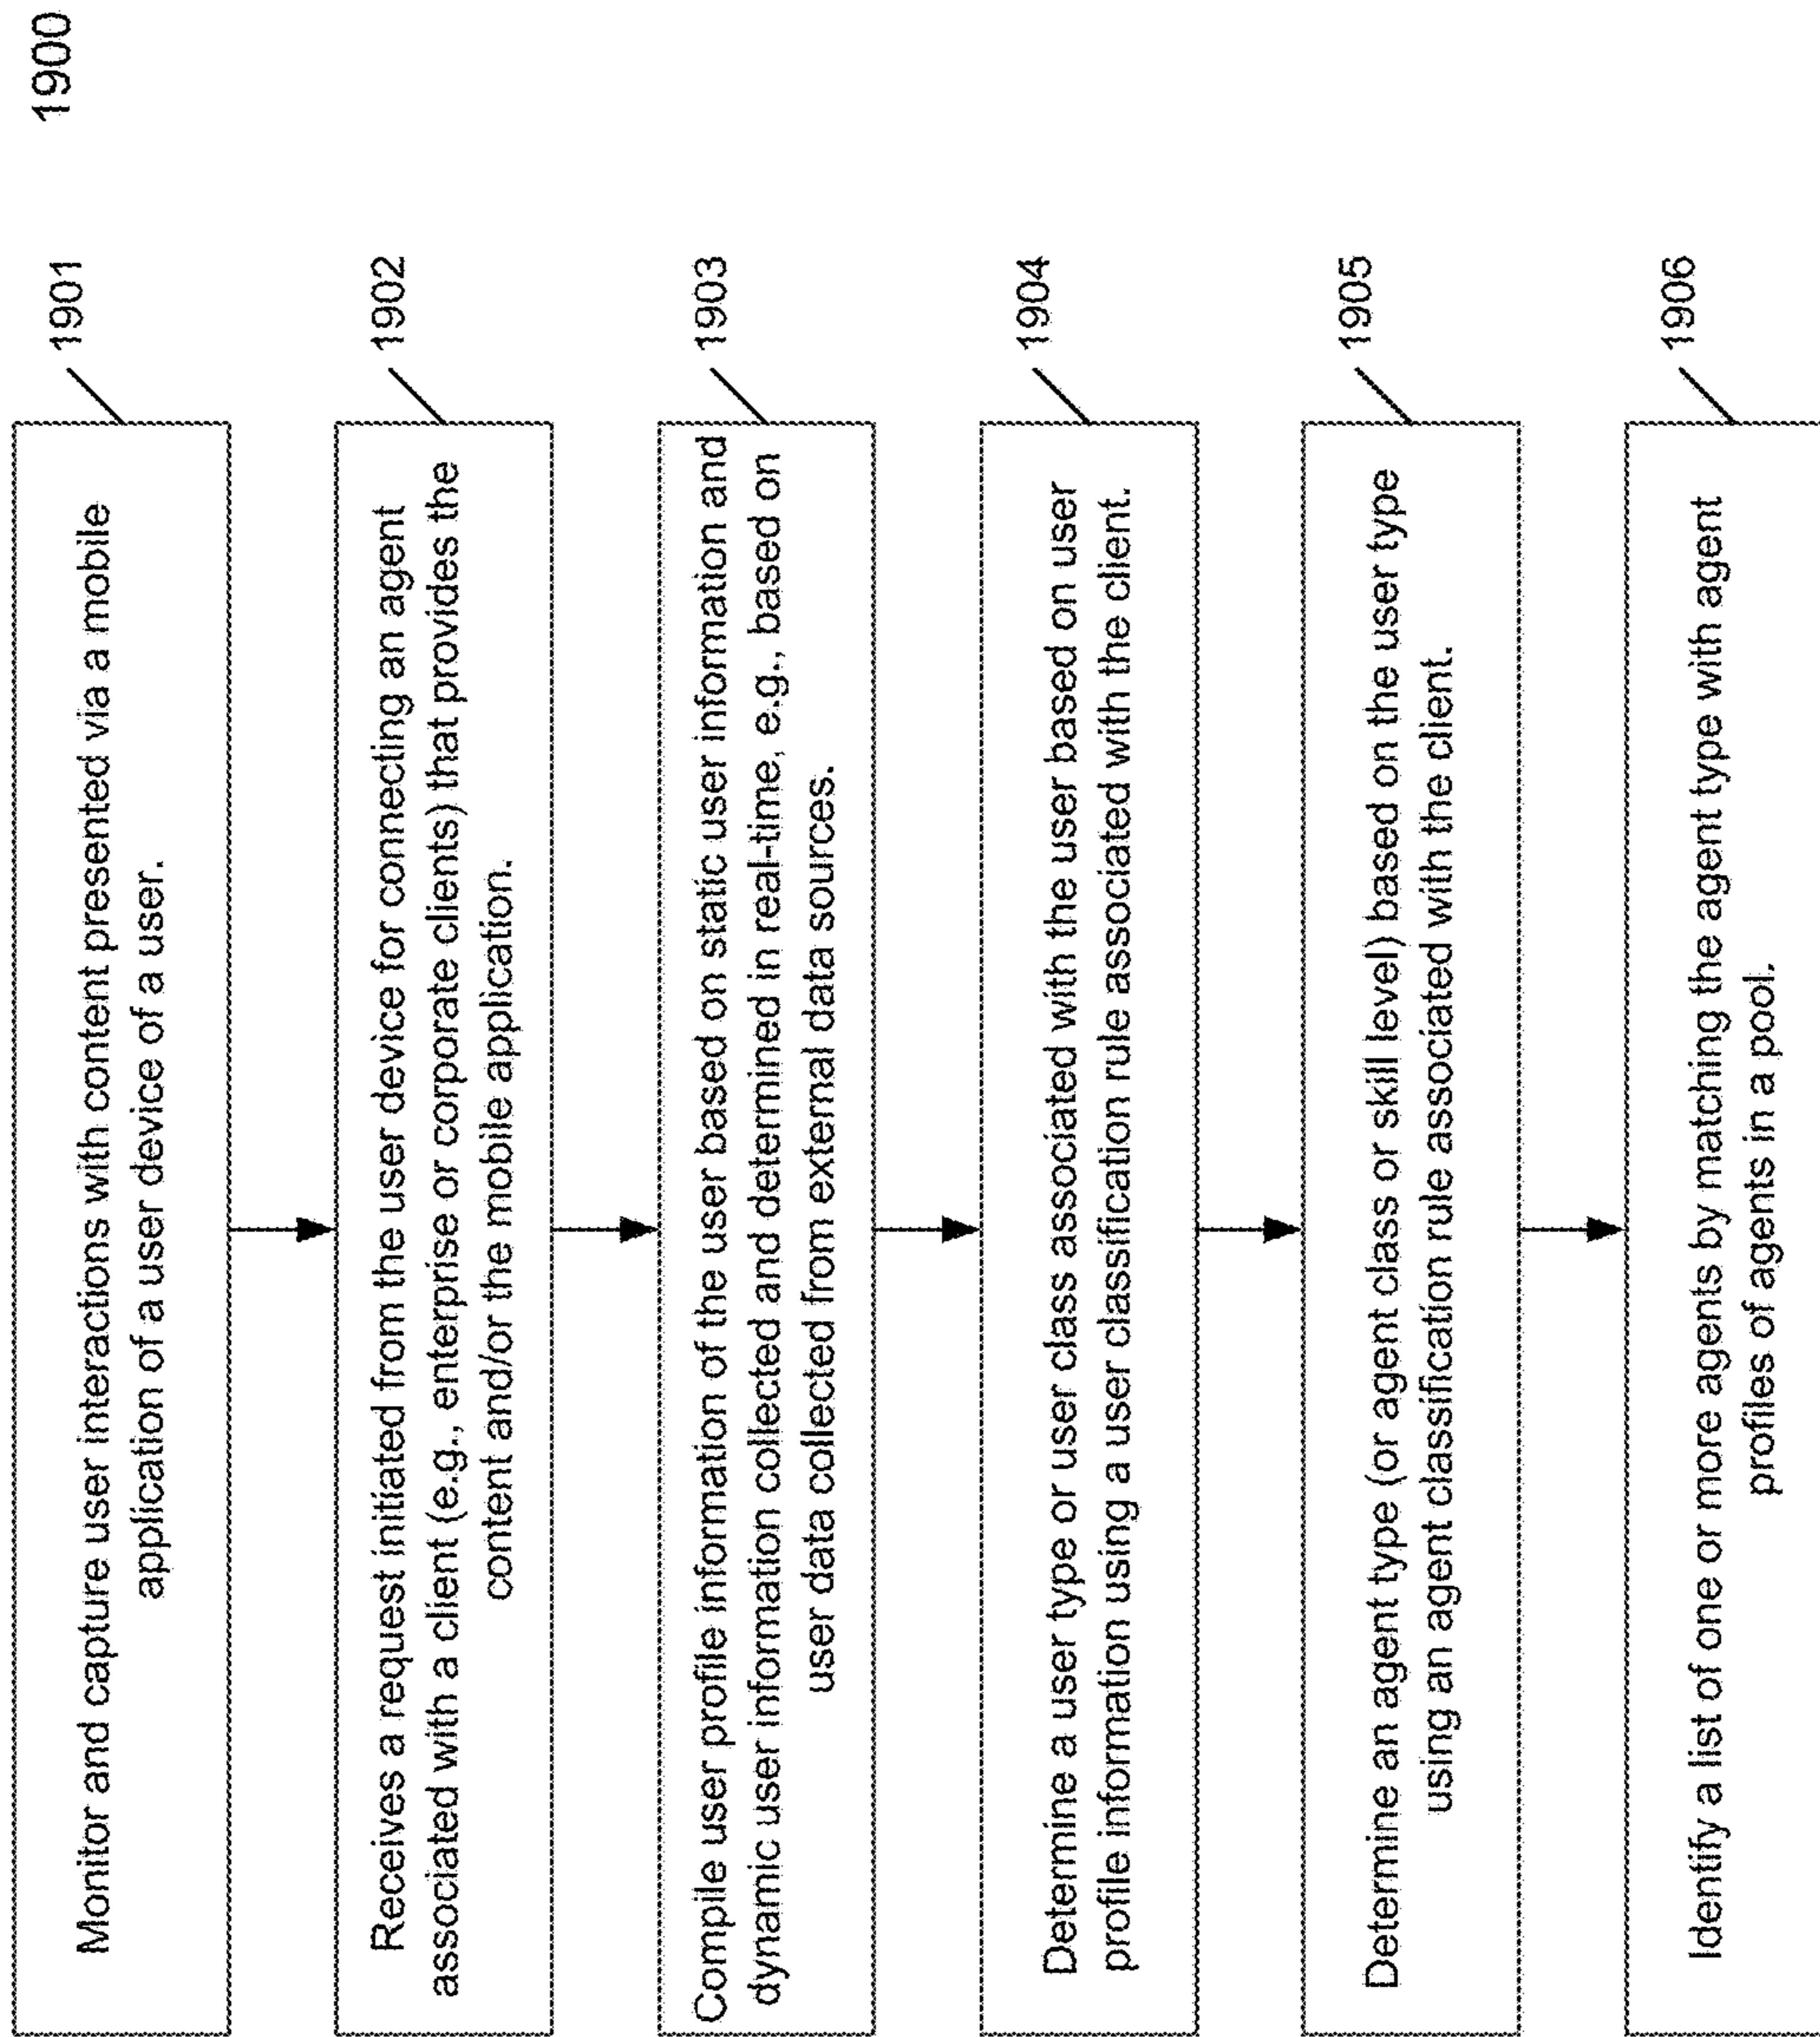 1900
Monitor and capture user interactions with content presented via a mobile
application of a user device of a user.
1901
Receives a request initiated from the user device for connecting an agent
associated with a client (e.g., enterprise or corporate clients) that provides the
content and/or the mobile application.
1902
Compile user profile information of the user based on static user information and
dynamic user information collected and determined in real-time, e.g., based on
user data collected from external data sources.
1903
Determine a user type or user class associated with the user based on user
profile information using a user classification rule associated with the client.
1904
Determine an agent type (or agent class or skill level) based on the user type
using an agent classification rule associated with the client.
1905
Identify a list of one or more agents by matching the agent type with agent
profiles of agents in a pool.
1906